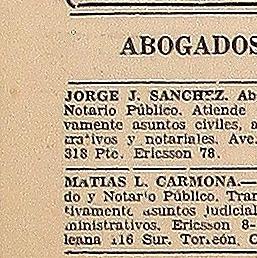 ABOGADOS
JORGE J. SANCHEZ. Ab
Notario Público. Atiende
vamente asuntos civiles, a
trativos y notariales. Ave.
318 Pte. Ericsson 78.
MATIAS L. CARMONA.—
do y Notario Público. Tran
tivamente asuntos judicial
ministrativos. Ericsson 8-
leana 116 Sur. Torreón, C